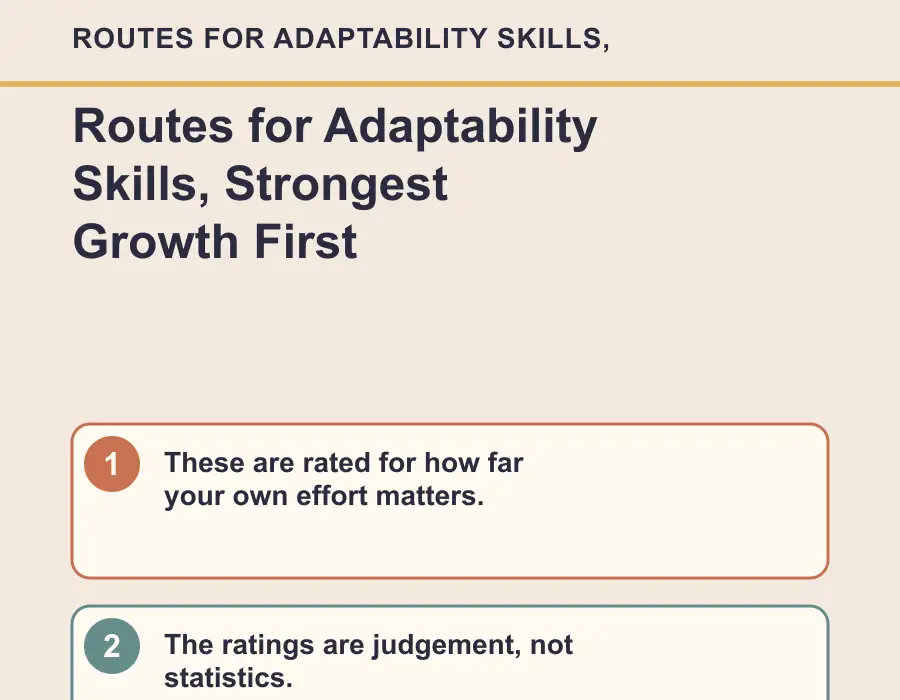 ROUTES FOR ADAPTABILITY SKILLS,
Routes for Adaptability
Skills, Strongest
Growth First
1
These are rated for how far
your own effort matters.
2
The ratings are judgement, not
statistics.